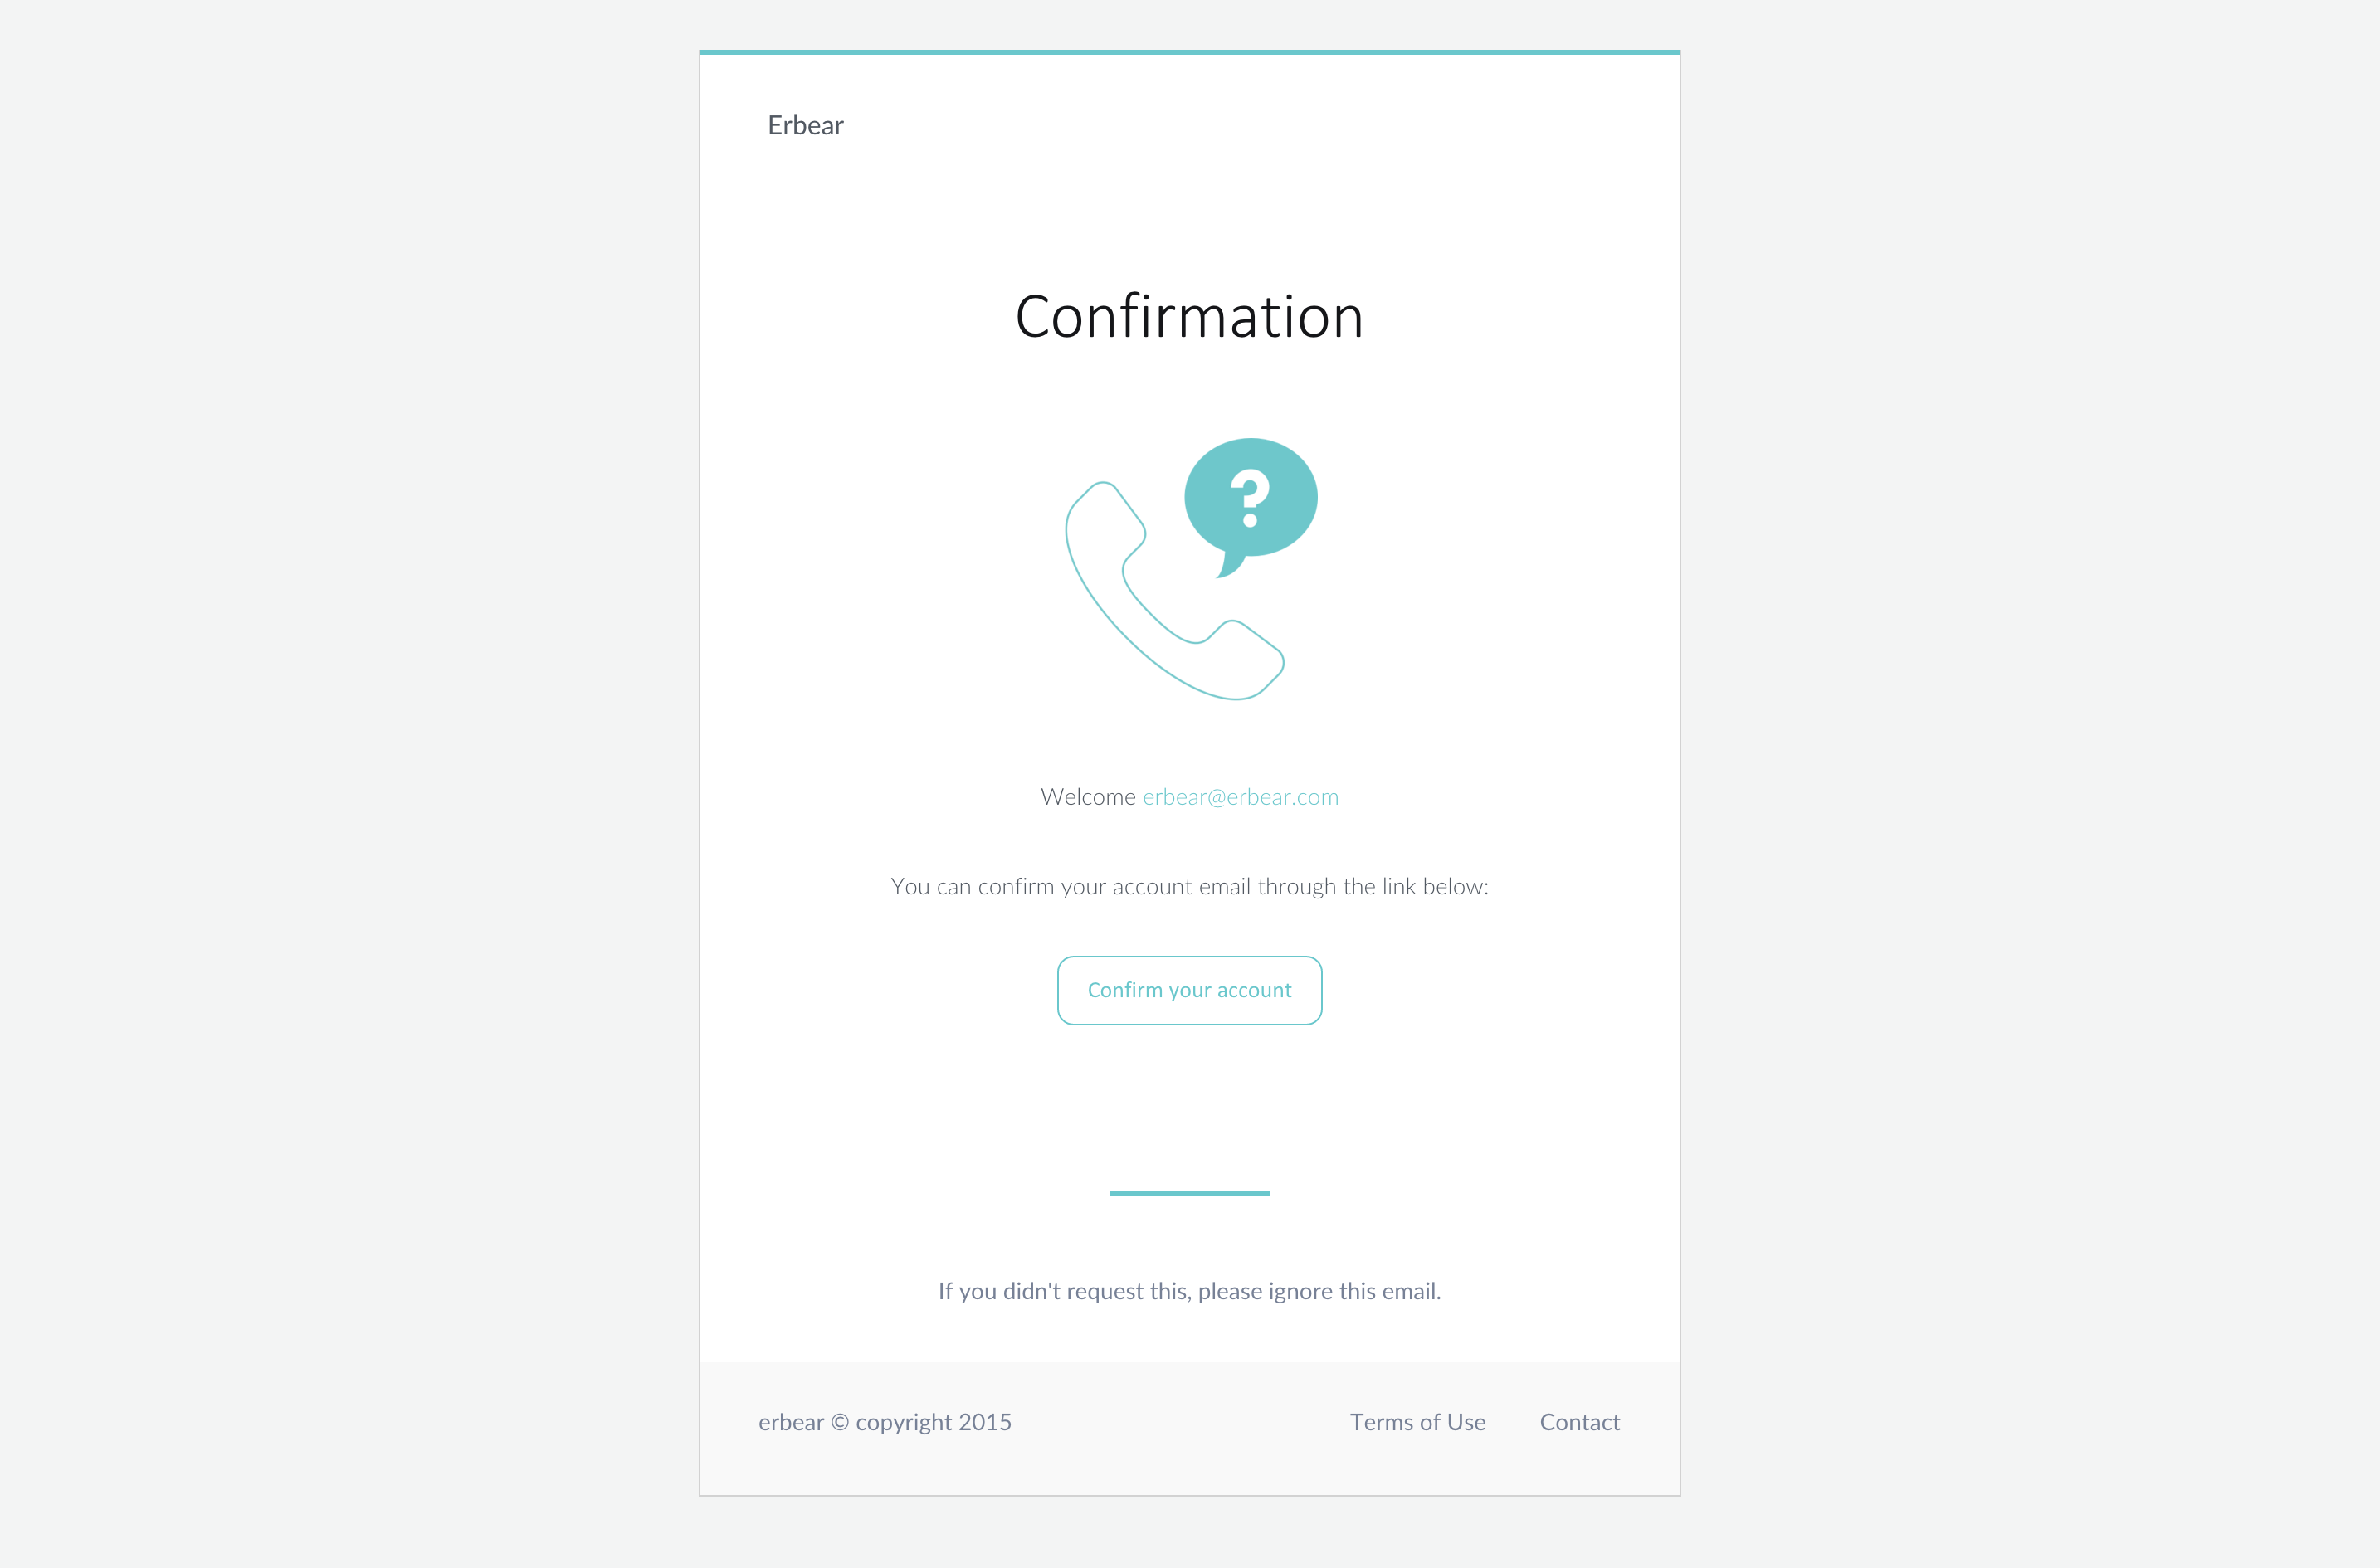 Erbear
Confirmation
?
Welcome erbear@erbear.com
You can confirm your account email through the link below:
Confirm your account
If you didn't request this, please ignore this email.
erbear © copyright 2015
Terms of Use
Contact